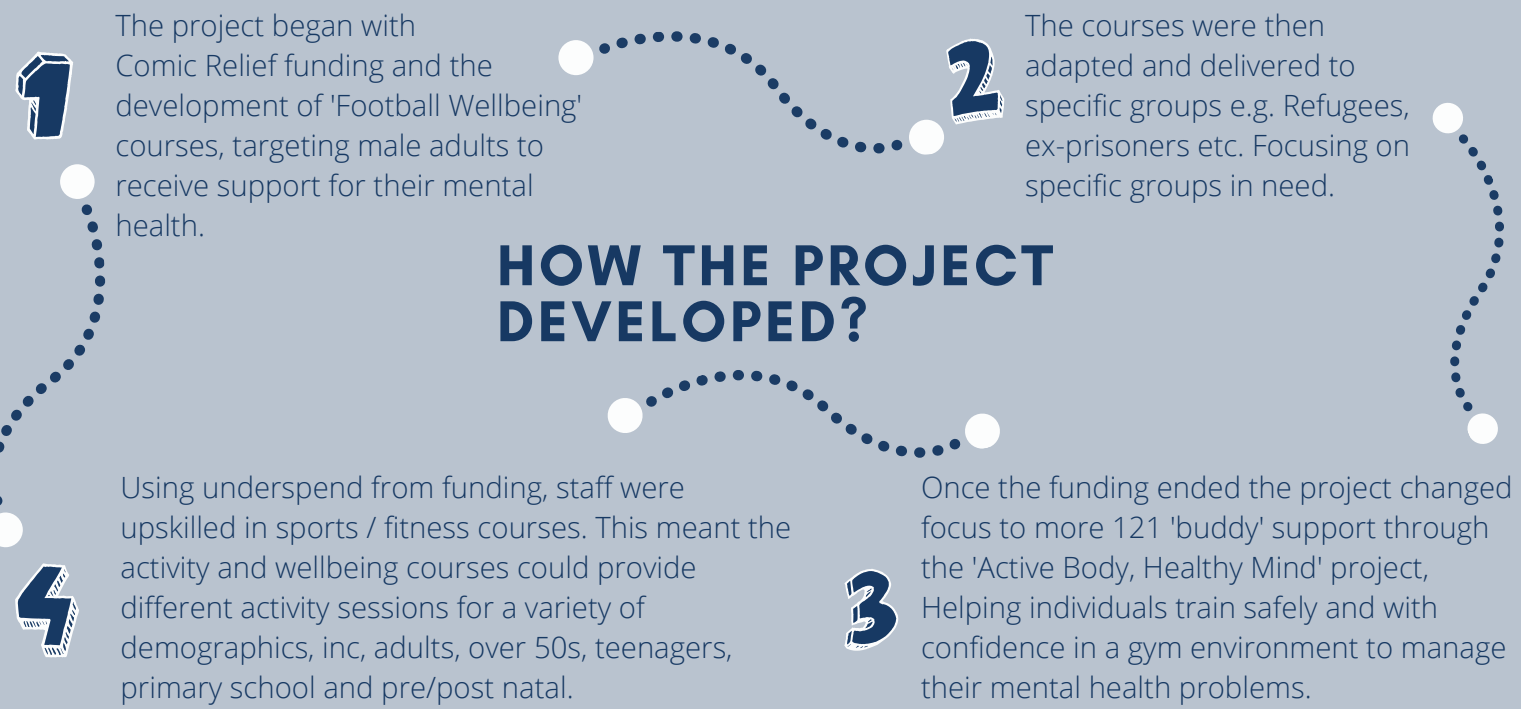 1
The project began with
Comic Relief funding and the
development of 'Football Wellbeing'
courses, targeting male adults to
receive support for their mental
health.
2
The courses were then
adapted and delivered to
specific groups e.g. Refugees,
ex-prisoners etc. Focusing on
specific groups in need.
HOW THE PROJECT
DEVELOPED?
3
Once the funding ended the project changed
focus to more 121 'buddy' support through
the 'Active Body, Healthy Mind' project,
Helping individuals train safely and with
confidence in a gym environment to manage
their mental health problems.
4
Using underspend from funding, staff were
upskilled in sports / fitness courses. This meant the
activity and wellbeing courses could provide
different activity sessions for a variety of
demographics, inc, adults, over 50s, teenagers,
primary school and pre/post natal.